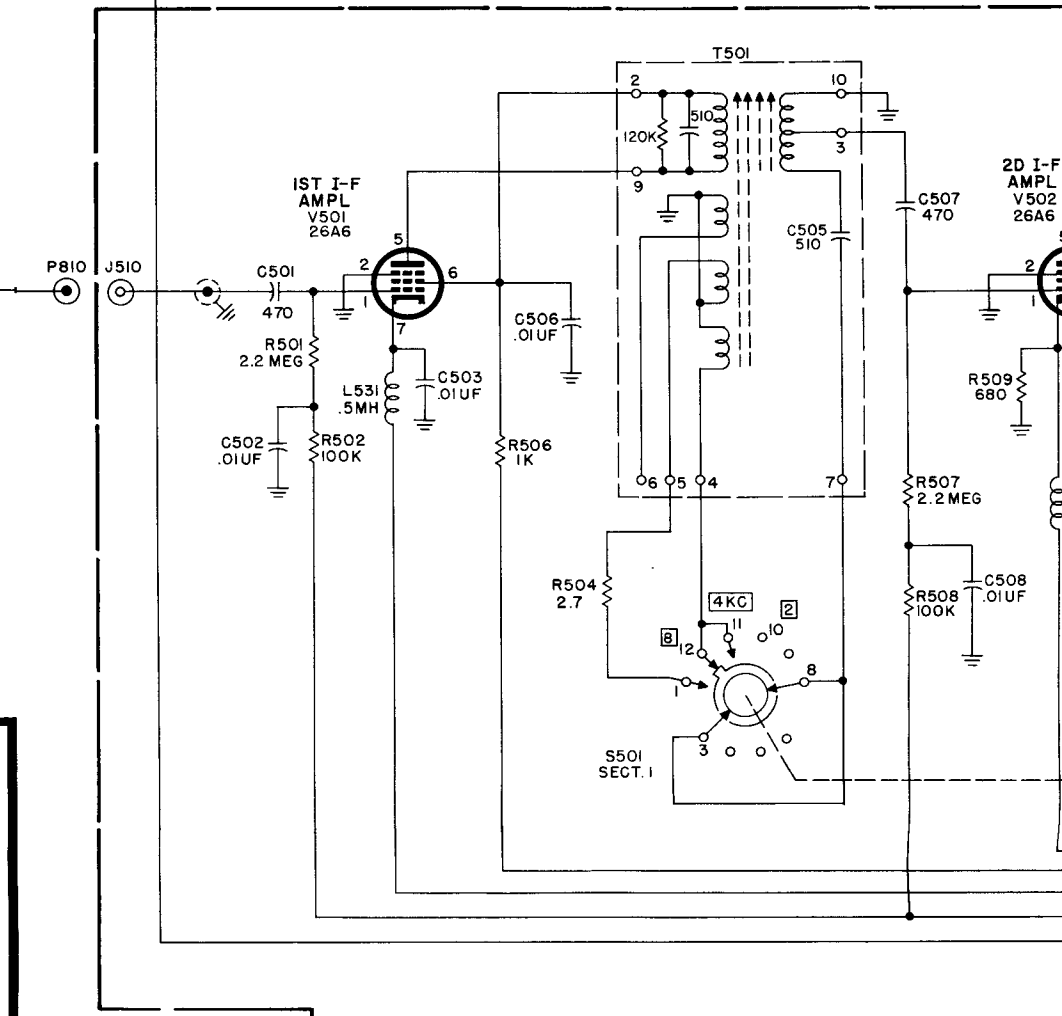 T501
2
10
510
120K
3
9
1ST I-F
AMPL
V501
26A6
2D I-F
AMPL
V502
26A6
C507
470
C505
510
P810 J510
C501
470
5
2
6
1
7
2
1
C506
.01UF
R501
2.2 MEG
C503
.01UF
L531
.5MH
R509
680
C502
.01UF
R502
100K
R506
1K
6 5 4 7
R507
2.2 MEG
R504
2.7
4KC
2
11
10
8
12
C508
.01UF
R508
100K
8
1
3
S501
SECT. 1